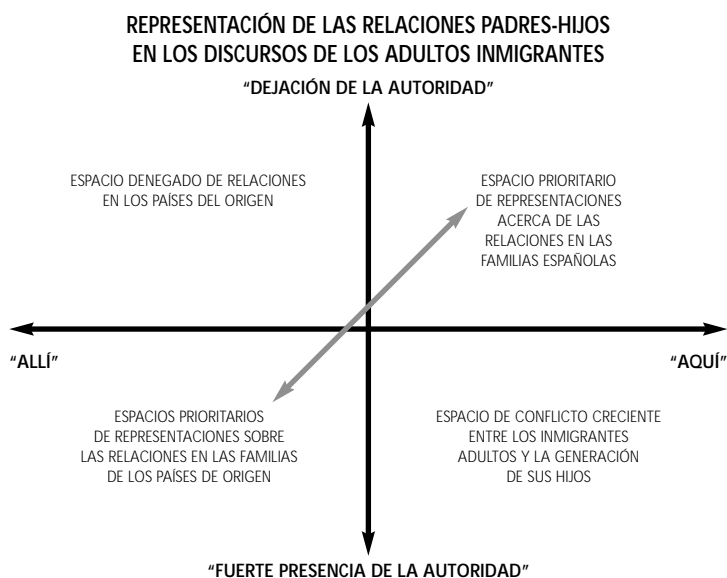 REPRESENTACIÓN DE LAS RELACIONES PADRES-HIJOS
EN LOS DISCURSOS DE LOS ADULTOS INMIGRANTES
“DEJACIÓN DE LA AUTORIDAD”
ESPACIO DENEGADO DE RELACIONES
EN LOS PAÍSES DEL ORIGEN
ESPACIO PRIORITARIO
DE REPRESENTACIONES
ACERCA DE LAS
RELACIONES EN LAS
FAMILIAS ESPAÑOLAS
“ALLÍ”
“AQUÍ”
ESPACIOS PRIORITARIOS
DE REPRESENTACIONES SOBRE
LAS RELACIONES EN LAS FAMILIAS
DE LOS PAÍSES DE ORIGEN
ESPACIO DE CONFLICTO CRECIENTE
ENTRE LOS INMIGRANTES
ADULTOS Y LA GENERACIÓN
DE SUS HIJOS
“FUERTE PRESENCIA DE LA AUTORIDAD”